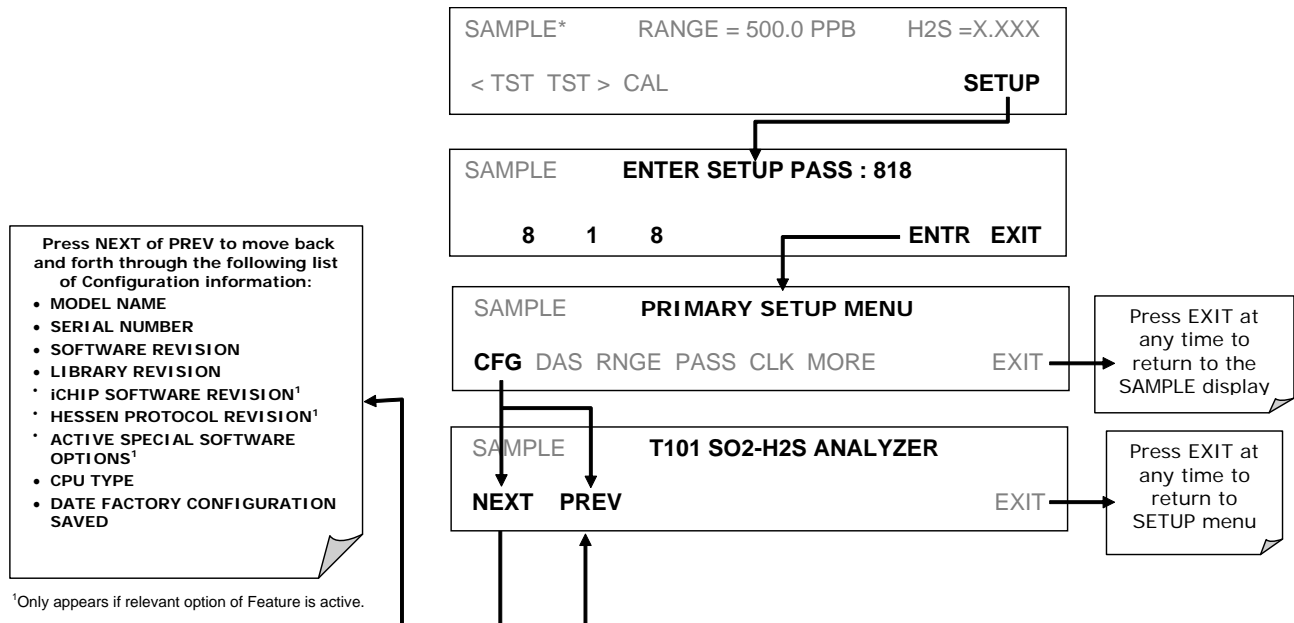 SAMPLE* RANGE = 500.0 PPB H2S =X.XXX
< TST TST > CAL SETUP
SAMPLE ENTER SETUP PASS : 818
8 1 8 ENTR EXIT
SAMPLE PRIMARY SETUP MENU
CFG DAS RNGE PASS CLK MORE EXIT
Press EXIT at
any time to
return to the
SAMPLE display
SAMPLE T101 SO2-H2S ANALYZER
NEXT PREV EXIT
Press EXIT at
any time to
return to
SETUP menu
Press NEXT of PREV to move back
and forth through the following list
of Configuration information:
• MODEL NAME
• SERIAL NUMBER
• SOFTWARE REVISION
• LIBRARY REVISION
• iCHIP SOFTWARE REVISION¹
• HESSEN PROTOCOL REVISION¹
• ACTIVE SPECIAL SOFTWARE
OPTIONS¹
• CPU TYPE
• DATE FACTORY CONFIGURATION
SAVED
¹Only appears if relevant option of Feature is active.